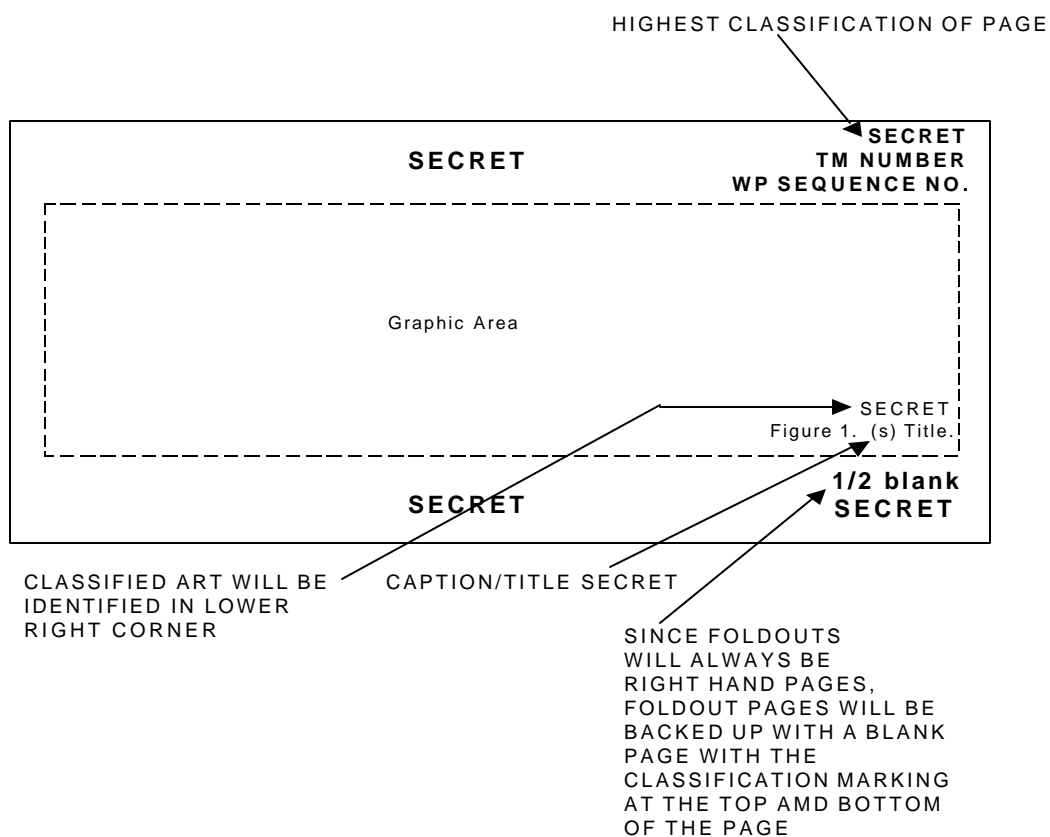 HIGHEST CLASSIFICATION OF PAGE
SECRET
SECRET
TM NUMBER
WP SEQUENCE NO.
Graphic Area
SECRET
Figure 1. (s) Title.
1/2 blank
SECRET
SECRET
CLASSIFIED ART WILL BE
IDENTIFIED IN LOWER
RIGHT CORNER
CAPTION/TITLE SECRET
SINCE FOLDOUTS
WILL ALWAYS BE
RIGHT HAND PAGES,
FOLDOUT PAGES WILL BE
BACKED UP WITH A BLANK
PAGE WITH THE
CLASSIFICATION MARKING
AT THE TOP AMD BOTTOM
OF THE PAGE